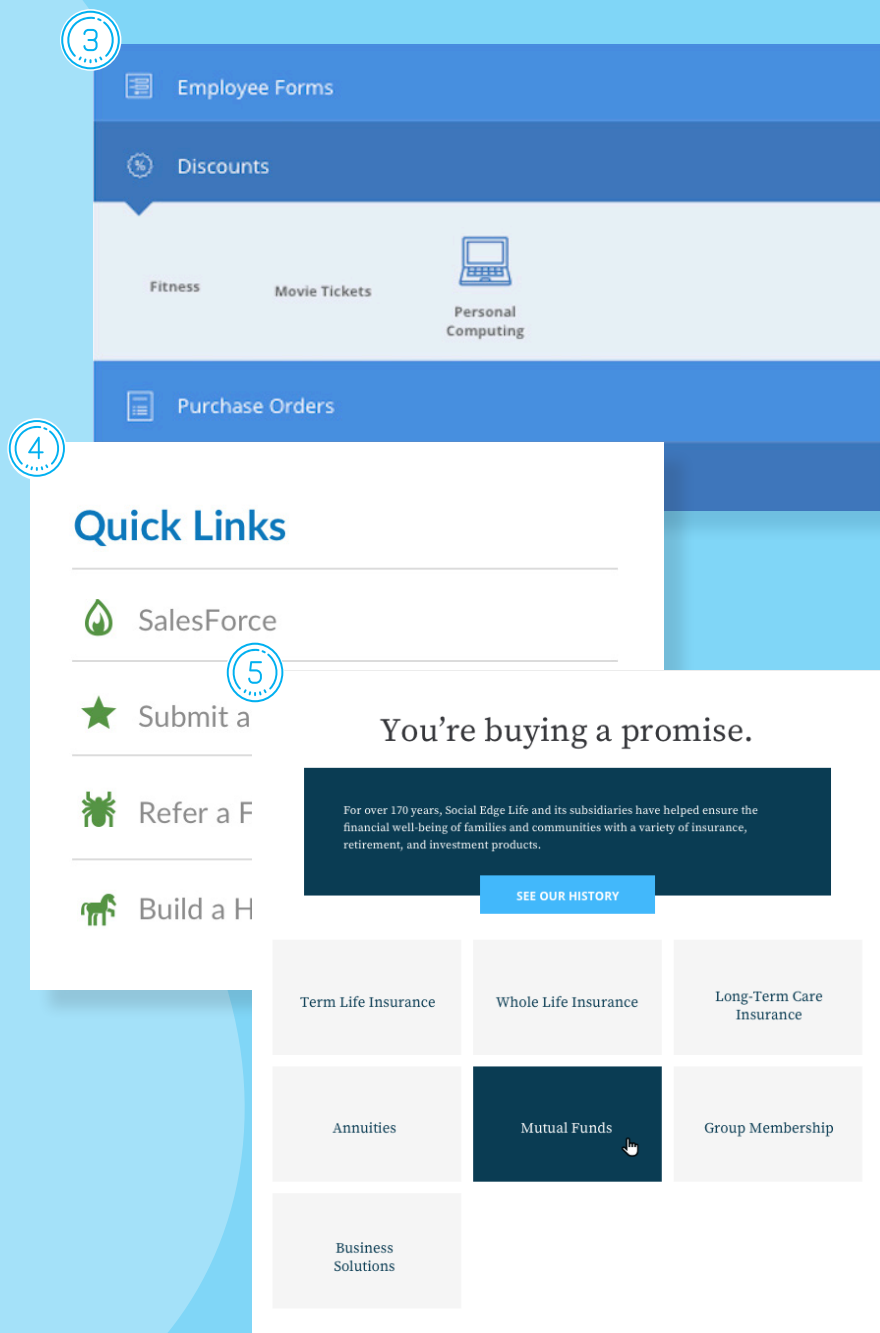 3
Employee Forms
Discounts
Fitness
Movie Tickets
Personal
Computing
Purchase Orders
4
Quick Links
SalesForce
5
Submit a
Refer a F
Build a H
You’re buying a promise.
For over 170 years, Social Edge Life and its subsidiaries have helped ensure the
financial well-being of families and communities with a variety of insurance,
retirement, and investment products.
SEE OUR HISTORY
Term Life Insurance
Whole Life Insurance
Long-Term Care
Insurance
Annuities
Mutual Funds
Group Membership
Business
Solutions